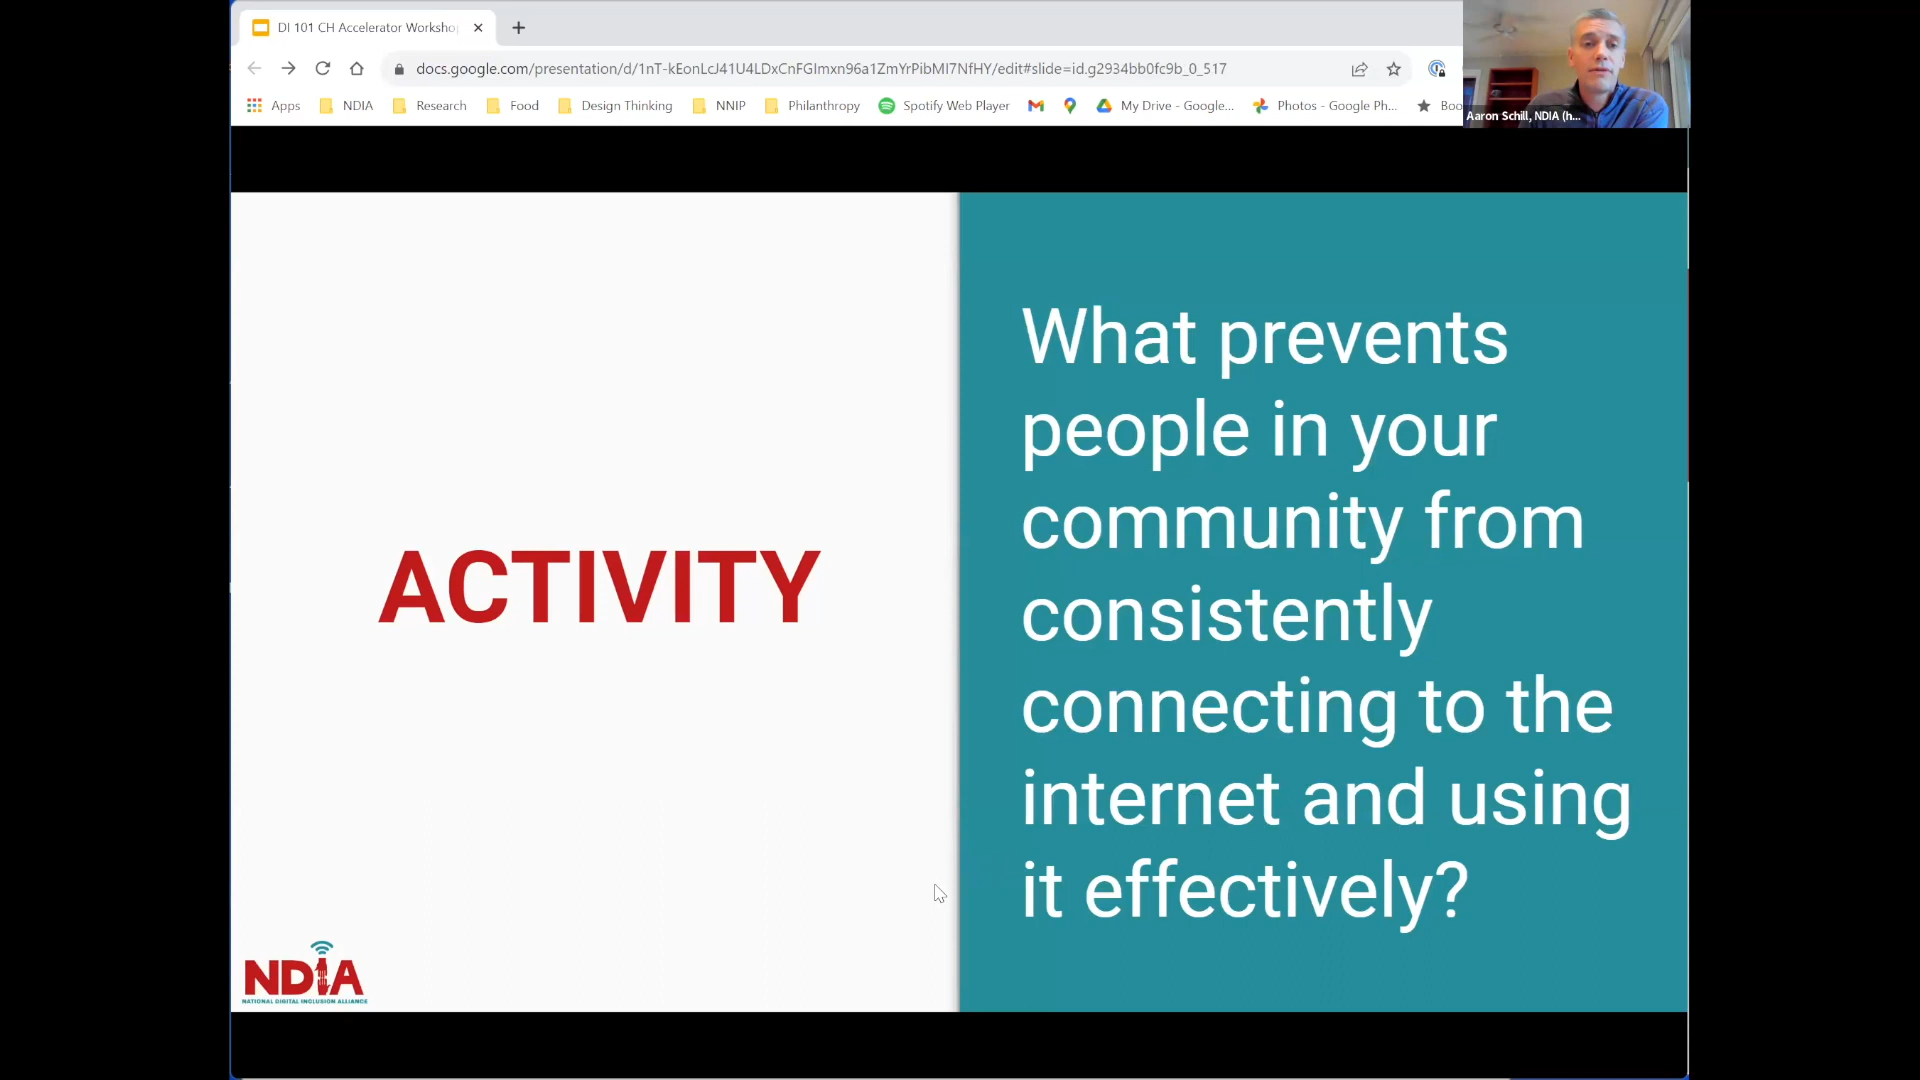 DI 101 CH Accelerator Worksho
docs.google.com/presentation/d/1nT-kEonLcJ41U4LDxCnFGImxn96a1ZmYrPibMI7NfHY/edit#slide=id.g2934bb0fc9b_0_517
Apps NDIA Research Food Design Thinking NNIP Philanthropy Spotify Web Player My Drive - Google... Photos - Google Ph... Boo
Aaron Schill, NDIA (h...
ACTIVITY
What prevents
people in your
community from
consistently
connecting to the
internet and using
it effectively?
NDIA
NATIONAL DIGITAL INCLUSION ALLIANCE